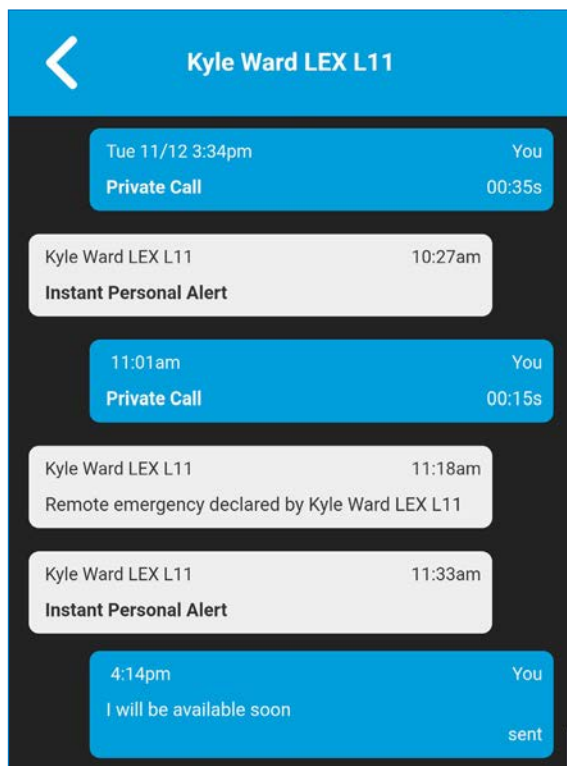 Kyle Ward LEX L11
Tue 11/12 3:34pm You
Private Call 00:35s
Kyle Ward LEX L11 10:27am
Instant Personal Alert
11:01am You
Private Call 00:15s
Kyle Ward LEX L11 11:18am
Remote emergency declared by Kyle Ward LEX L11
Kyle Ward LEX L11 11:33am
Instant Personal Alert
4:14pm You
I will be available soon
sent